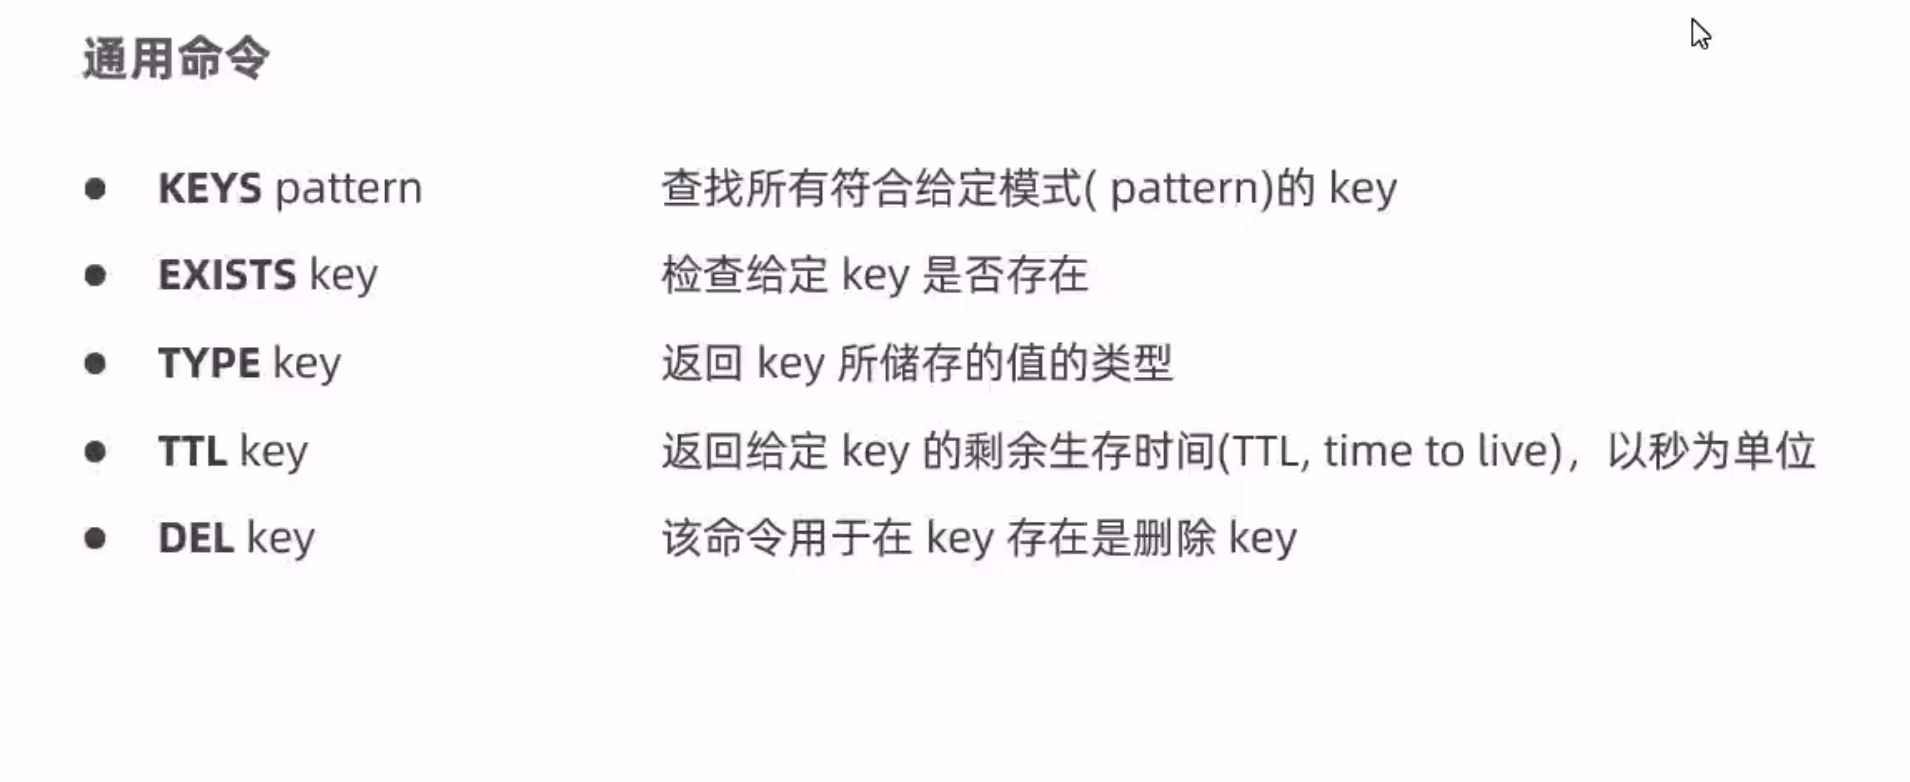 通用命令
● KEYS pattern 查找所有符合给定模式( pattern)的 key
● EXISTS key 检查给定 key 是否存在
● TYPE key 返回 key 所储存的值的类型
● TTL key 返回给定 key 的剩余生存时间(TTL, time to live)，以秒为单位
● DEL key 该命令用于在 key 存在是删除 key